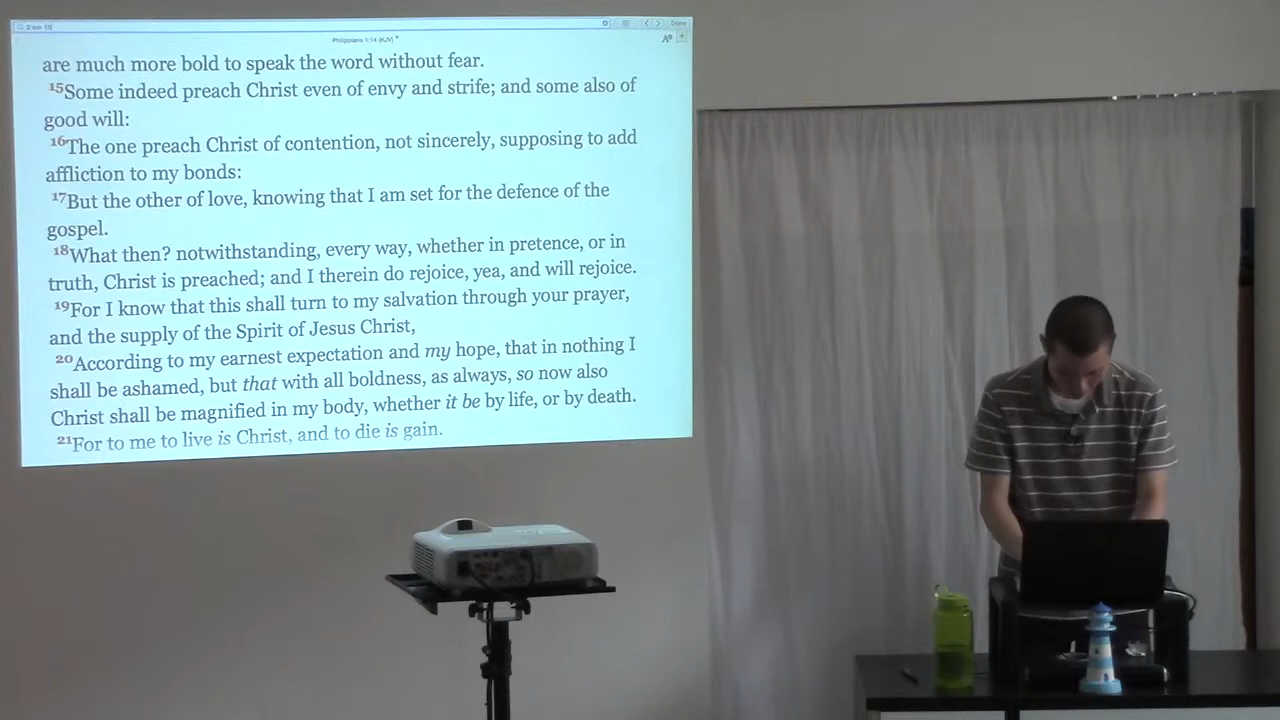 Done
Philippians 1:14 (KJV)
are much more bold to speak the word without fear.
15Some indeed preach Christ even of envy and strife; and some also of
good will:
16The one preach Christ of contention, not sincerely, supposing to add
affliction to my bonds:
17But the other of love, knowing that I am set for the defence of the
gospel.
18What then? notwithstanding, every way, whether in pretence, or in
truth, Christ is preached; and I therein do rejoice, yea, and will rejoice.
19For I know that this shall turn to my salvation through your prayer,
and the supply of the Spirit of Jesus Christ,
20According to my earnest expectation and my hope, that in nothing I
shall be ashamed, but that with all boldness, as always, so now also
Christ shall be magnified in my body, whether it be by life, or by death.
21For to me to live is Christ, and to die is gain.